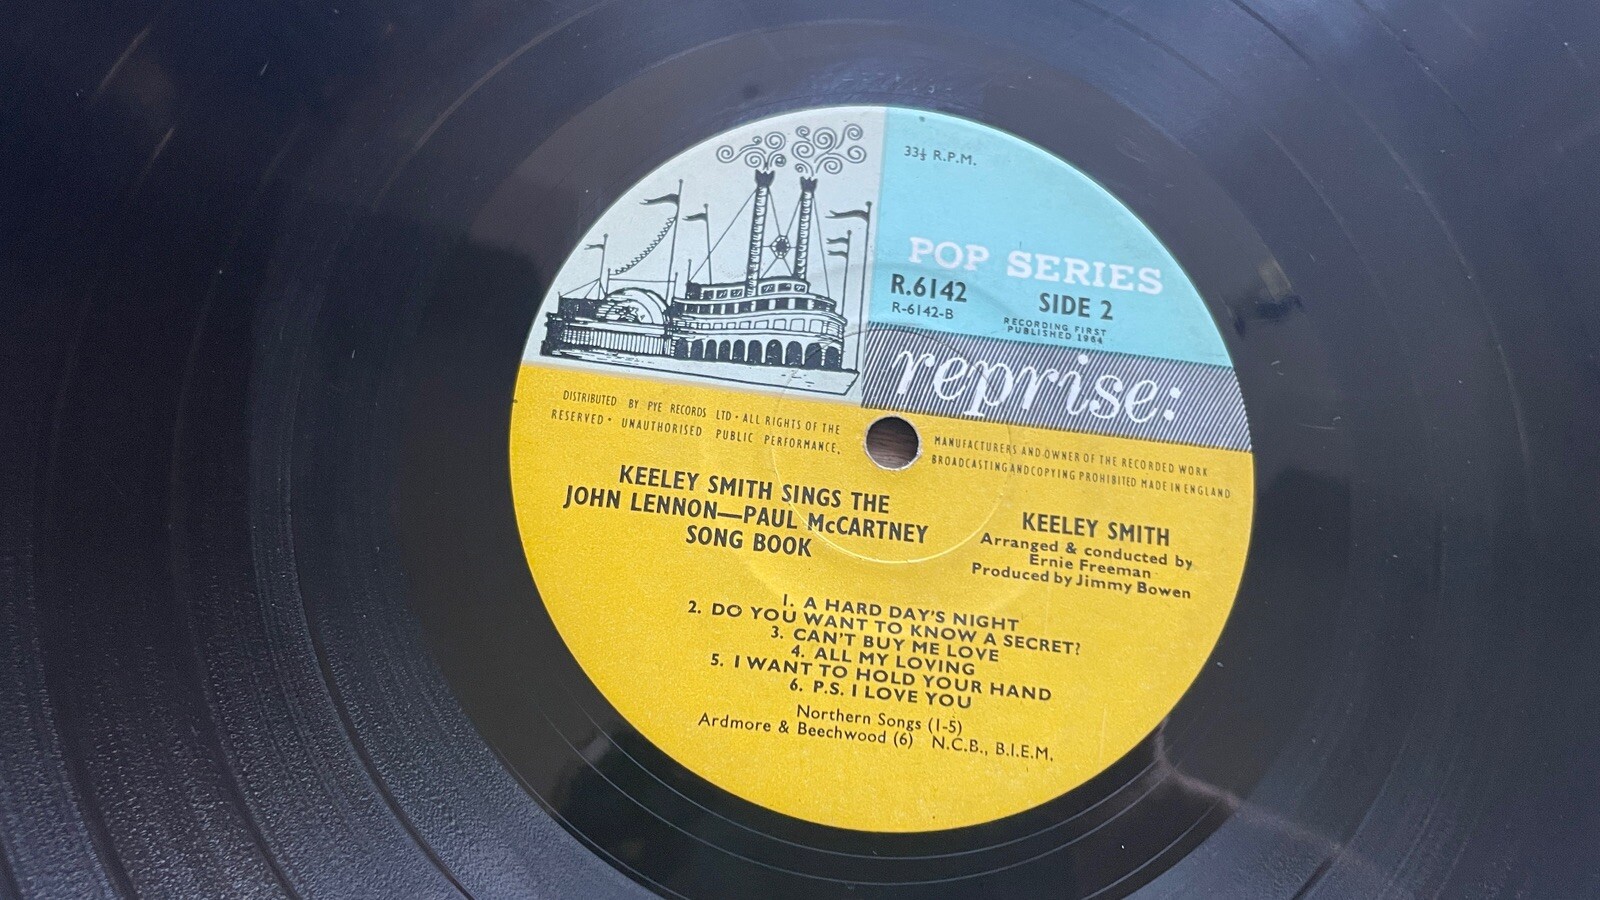 33⅓ R.P.M.
POP SERIES
R.6142
SIDE 2
R-6142-B
RECORDING FIRST
PUBLISHED 1964
reprise:
DISTRIBUTED BY PYE RECORDS LTD · ALL RIGHTS OF THE
RESERVED · UNAUTHORISED PUBLIC PERFORMANCE,
MANUFACTURERS AND OWNER OF THE RECORDED WORK
BROADCASTING AND COPYING PROHIBITED MADE IN ENGLAND
KEELEY SMITH SINGS THE
JOHN LENNON—PAUL McCARTNEY
SONG BOOK
KEELEY SMITH
Arranged & conducted by
Ernie Freeman
Produced by Jimmy Bowen
1. A HARD DAY'S NIGHT
2. DO YOU WANT TO KNOW A SECRET?
3. CAN'T BUY ME LOVE
4. ALL MY LOVING
5. I WANT TO HOLD YOUR HAND
6. P.S. I LOVE YOU
Northern Songs (1-5)
Ardmore & Beechwood (6) N.C.B., B.I.E.M.